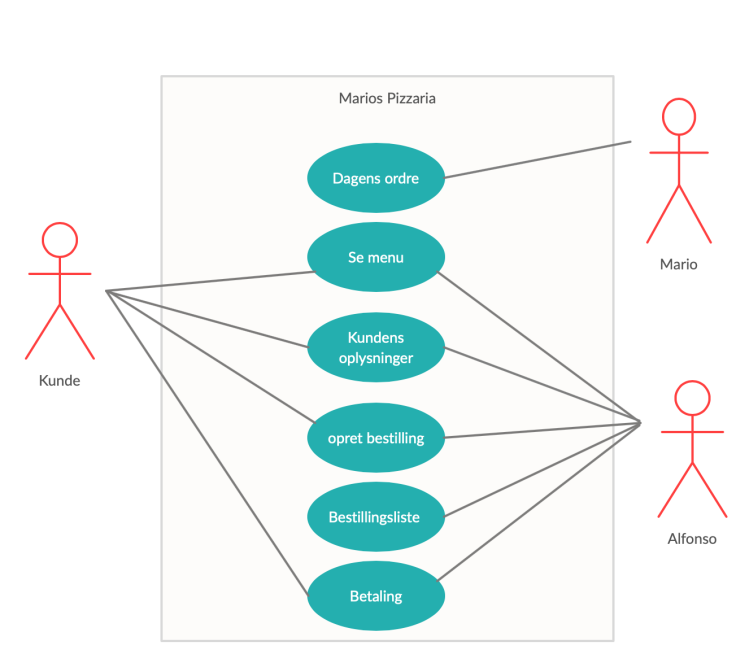 Marios Pizzaria
Dagens ordre
Mario
Se menu
Kundens
oplysninger
Kunde
opret bestilling
Bestillingsliste
Alfonso
Betaling